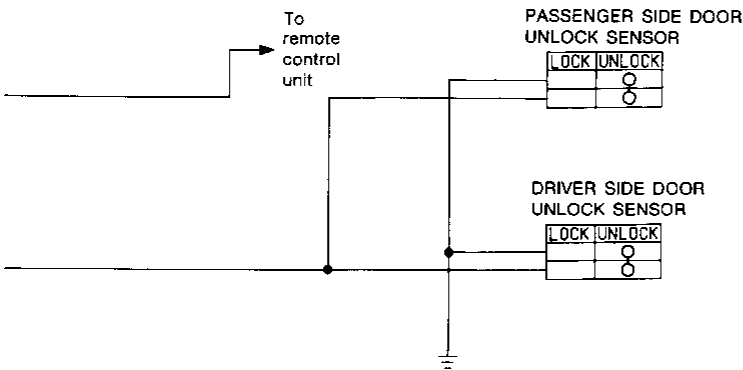 To
remote
control
unit
PASSENGER SIDE DOOR
UNLOCK SENSOR
LOCK UNLOCK
DRIVER SIDE DOOR
UNLOCK SENSOR
LOCK UNLOCK